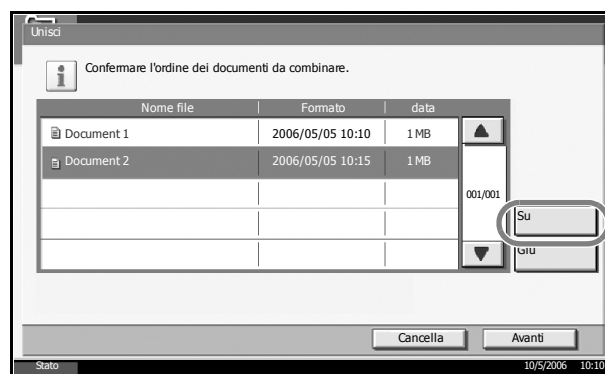 Unisci
Confermare l'ordine dei documenti da combinare.
Nome file Formato data
Document 1 2006/05/05 10:10 1 MB
Document 2 2006/05/05 10:15 1 MB
001/001
Su
Giù
Cancella Avanti
Stato 10/5/2006 10:10